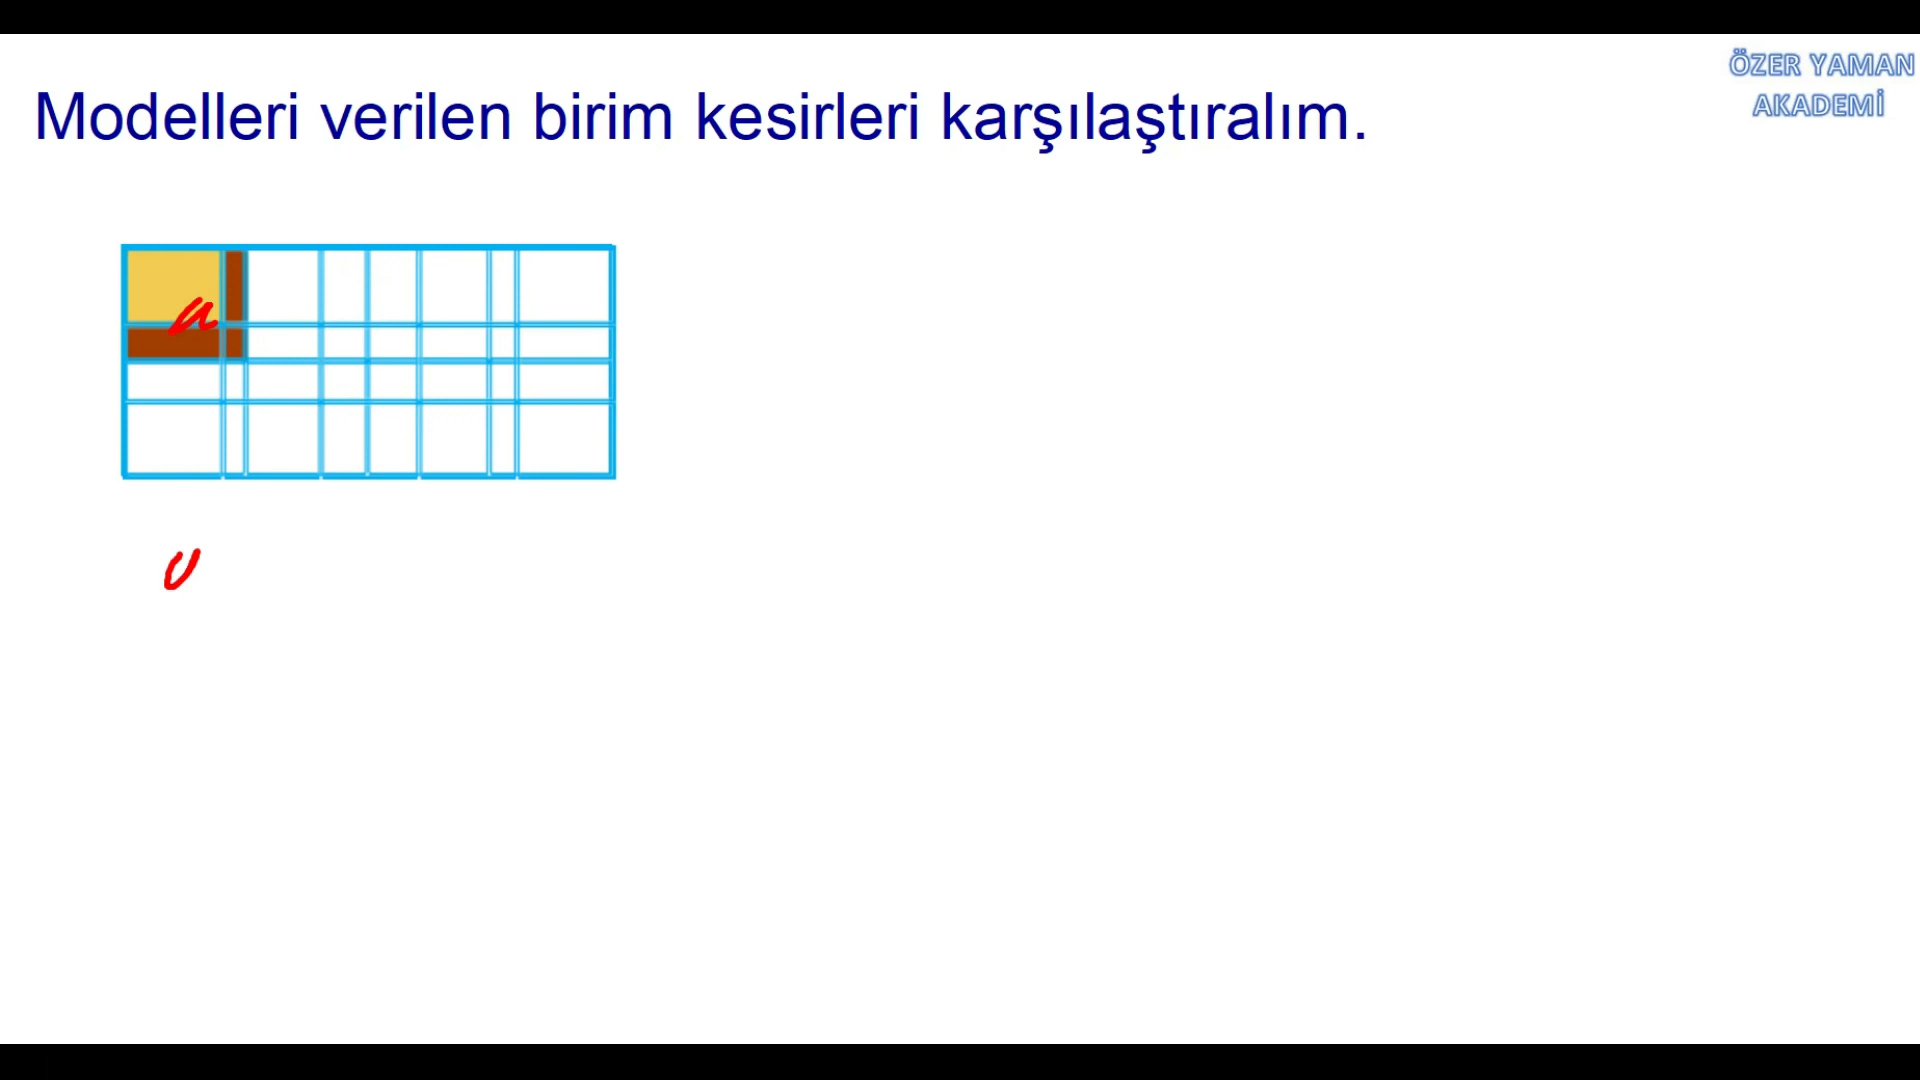 Modelleri verilen birim kesirleri karşılaştıralım.
ÖZER YAMAN
AKADEMİ